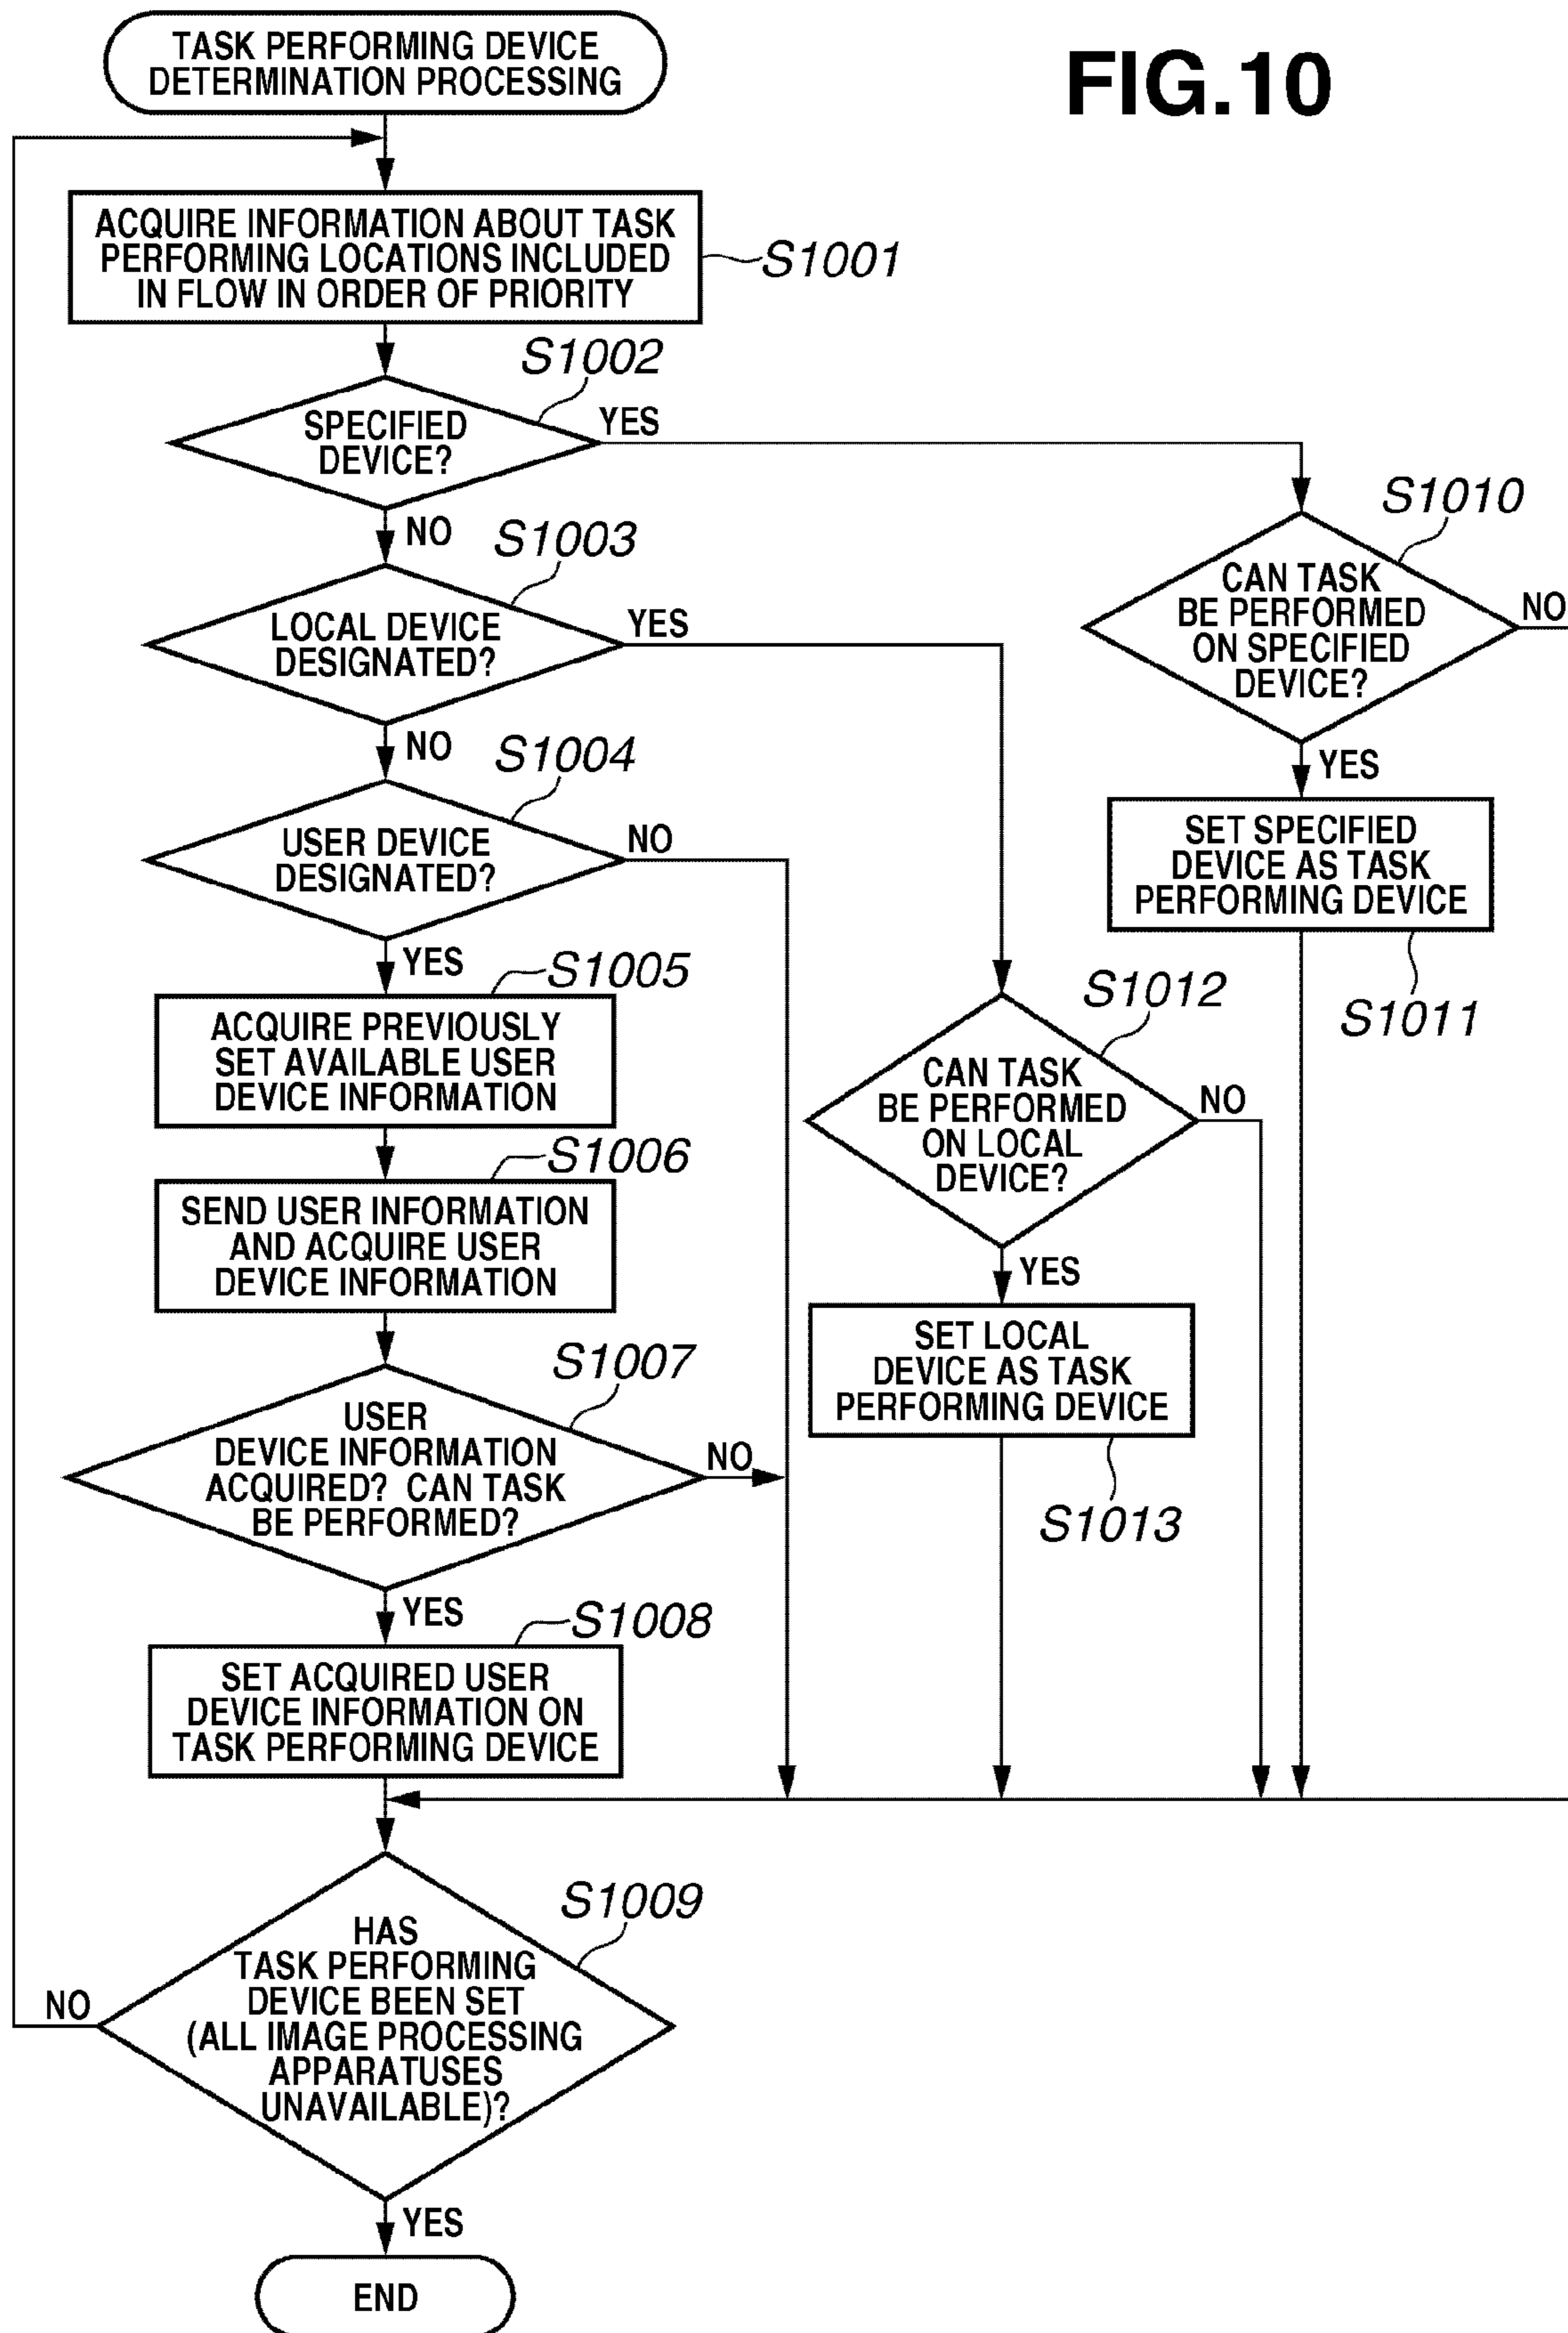 FIG.10
TASK PERFORMING DEVICE
DETERMINATION PROCESSING
ACQUIRE INFORMATION ABOUT TASK
PERFORMING LOCATIONS INCLUDED
IN FLOW IN ORDER OF PRIORITY
S1001
S1002
SPECIFIED
DEVICE?
YES
NO
S1003
LOCAL DEVICE
DESIGNATED?
YES
NO
S1004
USER DEVICE
DESIGNATED?
NO
YES
S1005
ACQUIRE PREVIOUSLY
SET AVAILABLE USER
DEVICE INFORMATION
S1006
SEND USER INFORMATION
AND ACQUIRE USER
DEVICE INFORMATION
S1007
USER
DEVICE INFORMATION
ACQUIRED? CAN TASK
BE PERFORMED?
NO
YES
S1008
SET ACQUIRED USER
DEVICE INFORMATION ON
TASK PERFORMING DEVICE
S1009
HAS
TASK PERFORMING
DEVICE BEEN SET
(ALL IMAGE PROCESSING
APPARATUSES
UNAVAILABLE)?
NO
YES
END
S1010
CAN TASK
BE PERFORMED
ON SPECIFIED
DEVICE?
NO
YES
SET SPECIFIED
DEVICE AS TASK
PERFORMING DEVICE
S1011
S1012
CAN TASK
BE PERFORMED
ON LOCAL
DEVICE?
NO
YES
SET LOCAL
DEVICE AS TASK
PERFORMING DEVICE
S1013